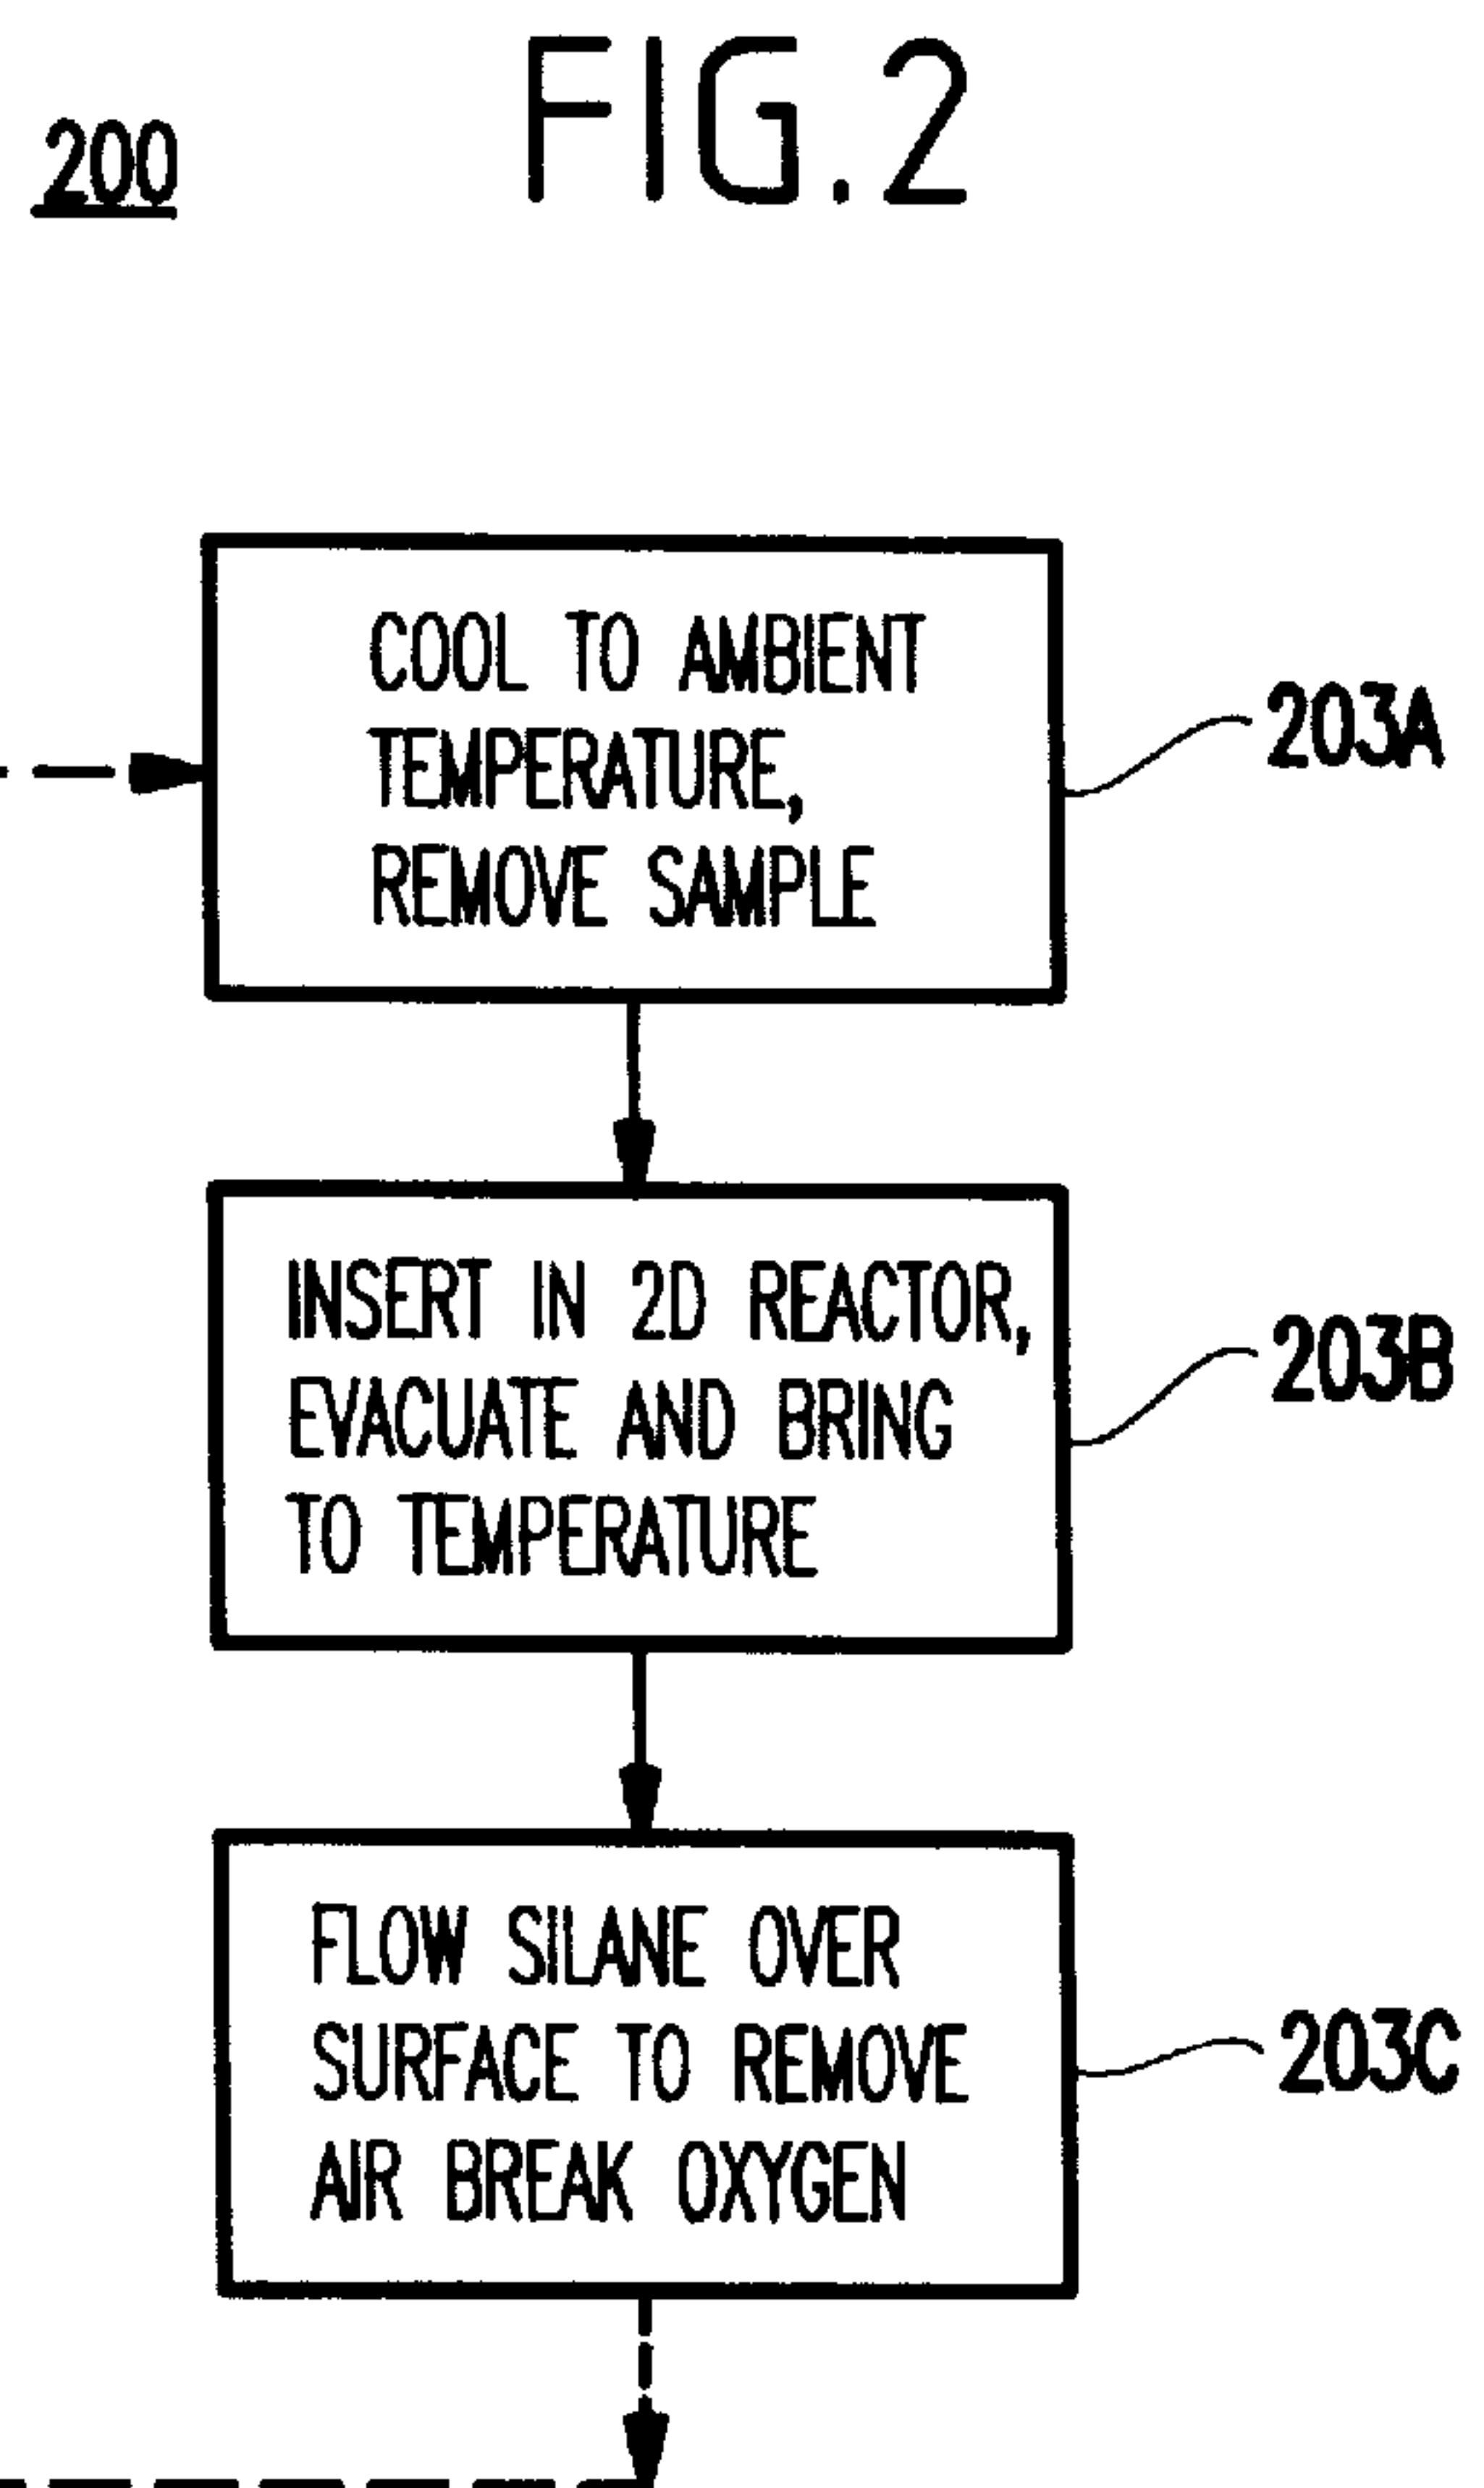 FIG.2
200
COOL TO AMBIENT
TEMPERATURE,
REMOVE SAMPLE
203A
INSERT IN 2D REACTOR,
EVACUATE AND BRING
TO TEMPERATURE
203B
FLOW SILANE OVER
SURFACE TO REMOVE
AIR BREAK OXYGEN
203C